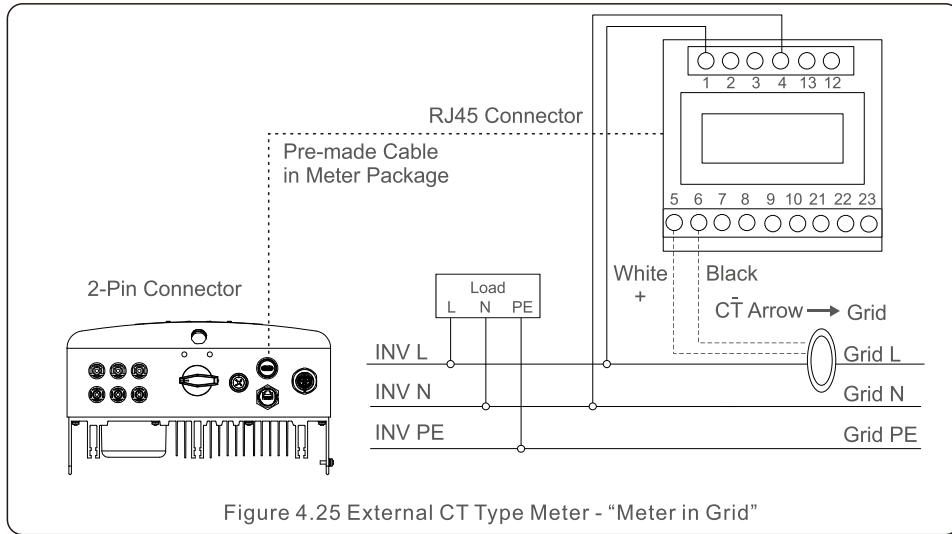 1 2 3 4 13 12
RJ45 Connector
Pre-made Cable
in Meter Package
5 6 7 8 9 10 21 22 23
White
+
Black
-
2-Pin Connector
Load
L N PE
CT Arrow → Grid
INV L
Grid L
INV N
Grid N
INV PE
Grid PE
Figure 4.25 External CT Type Meter - “Meter in Grid”